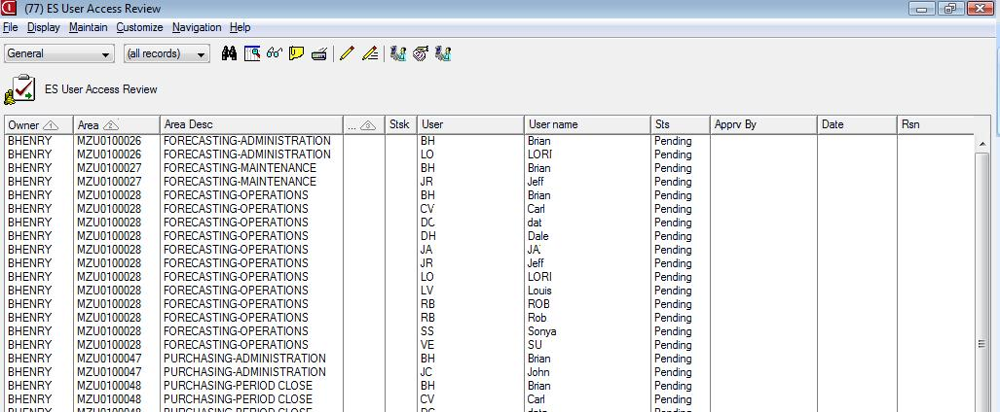 (77) ES User Access Review
File Display Maintain Customize Navigation Help
General (all records)
ES User Access Review
Owner 1 Area 2 Area Desc ... 3 Stsk User User name Sts Apprv By Date Rsn
BHENRY MZU0100026 FORECASTING-ADMINISTRATION BH Brian Pending
BHENRY MZU0100026 FORECASTING-ADMINISTRATION LO LORI Pending
BHENRY MZU0100027 FORECASTING-MAINTENANCE BH Brian Pending
BHENRY MZU0100027 FORECASTING-MAINTENANCE JR Jeff Pending
BHENRY MZU0100028 FORECASTING-OPERATIONS BH Brian Pending
BHENRY MZU0100028 FORECASTING-OPERATIONS CV Carl Pending
BHENRY MZU0100028 FORECASTING-OPERATIONS DC dat Pending
BHENRY MZU0100028 FORECASTING-OPERATIONS DH Dale Pending
BHENRY MZU0100028 FORECASTING-OPERATIONS JA JA Pending
BHENRY MZU0100028 FORECASTING-OPERATIONS JR Jeff Pending
BHENRY MZU0100028 FORECASTING-OPERATIONS LO LORI Pending
BHENRY MZU0100028 FORECASTING-OPERATIONS LV Louis Pending
BHENRY MZU0100028 FORECASTING-OPERATIONS RB ROB Pending
BHENRY MZU0100028 FORECASTING-OPERATIONS RB Rob Pending
BHENRY MZU0100028 FORECASTING-OPERATIONS SS Sonya Pending
BHENRY MZU0100028 FORECASTING-OPERATIONS VE SU Pending
BHENRY MZU0100047 PURCHASING-ADMINISTRATION BH Brian Pending
BHENRY MZU0100047 PURCHASING-ADMINISTRATION JC John Pending
BHENRY MZU0100048 PURCHASING-PERIOD CLOSE BH Brian Pending
BHENRY MZU0100048 PURCHASING-PERIOD CLOSE CV Carl Pending